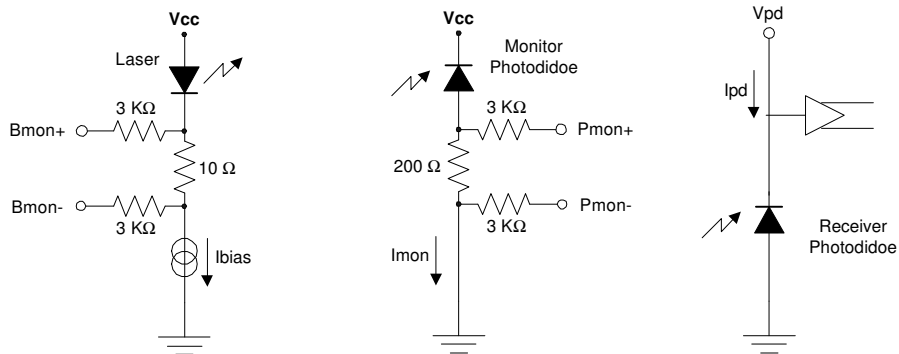 Vcc
Laser
3 KΩ
Bmon+
10 Ω
Bmon-
3 KΩ
Ibias
Vcc
Monitor
Photodidoe
3 KΩ
Pmon+
200 Ω
Pmon-
3 KΩ
Imon
Vpd
Ipd
Receiver
Photodidoe